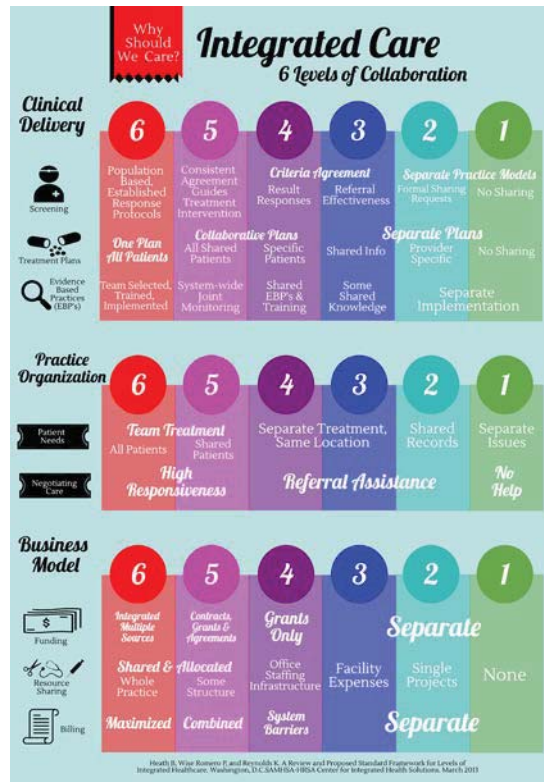 Why
Should
We Care?
Integrated Care
6 Levels of Collaboration
Clinical
Delivery
6 5 4 3 2 1
Screening
Population
Based,
Established
Response
Protocols
Consistent
Agreement
Guides
Treatment
Intervention
Criteria Agreement
Result
Responses
Referral
Effectiveness
Separate Practice Models
Formal Sharing
Requests
No Sharing
Treatment Plans
One Plan
All Patients
Collaborative Plans
All Shared
Patients
Specific
Patients
Separate Plans
Shared Info
Provider
Specific
No Sharing
Evidence
Based
Practices
(EBP's)
Team Selected,
Trained,
Implemented
System-wide
Joint
Monitoring
Shared
EBP's &
Training
Some
Shared
Knowledge
Separate
Implementation
Practice
Organization
6 5 4 3 2 1
Patient
Needs
Team Treatment
All Patients
Shared
Patients
Separate Treatment,
Same Location
Shared
Records
Separate
Issues
Negotiating
Care
High
Responsiveness
Referral Assistance
No
Help
Business
Model
6 5 4 3 2 1
Funding
Integrated
Multiple
Sources
Contracts,
Grants &
Agreements
Grants
Only
Separate
Resource
Sharing
Shared & Allocated
Whole
Practice
Some
Structure
Office
Staffing
Infrastructure
Facility
Expenses
Single
Projects
None
Billing
Maximized
Combined
System
Barriers
Separate
Heath B, Wise Romero P, and Reynolds K. A Review and Proposed Standard Framework for Levels of
Integrated Healthcare. Washington, D.C.SAMHSA-HRSA Center for Integrated Health Solutions. March 2013